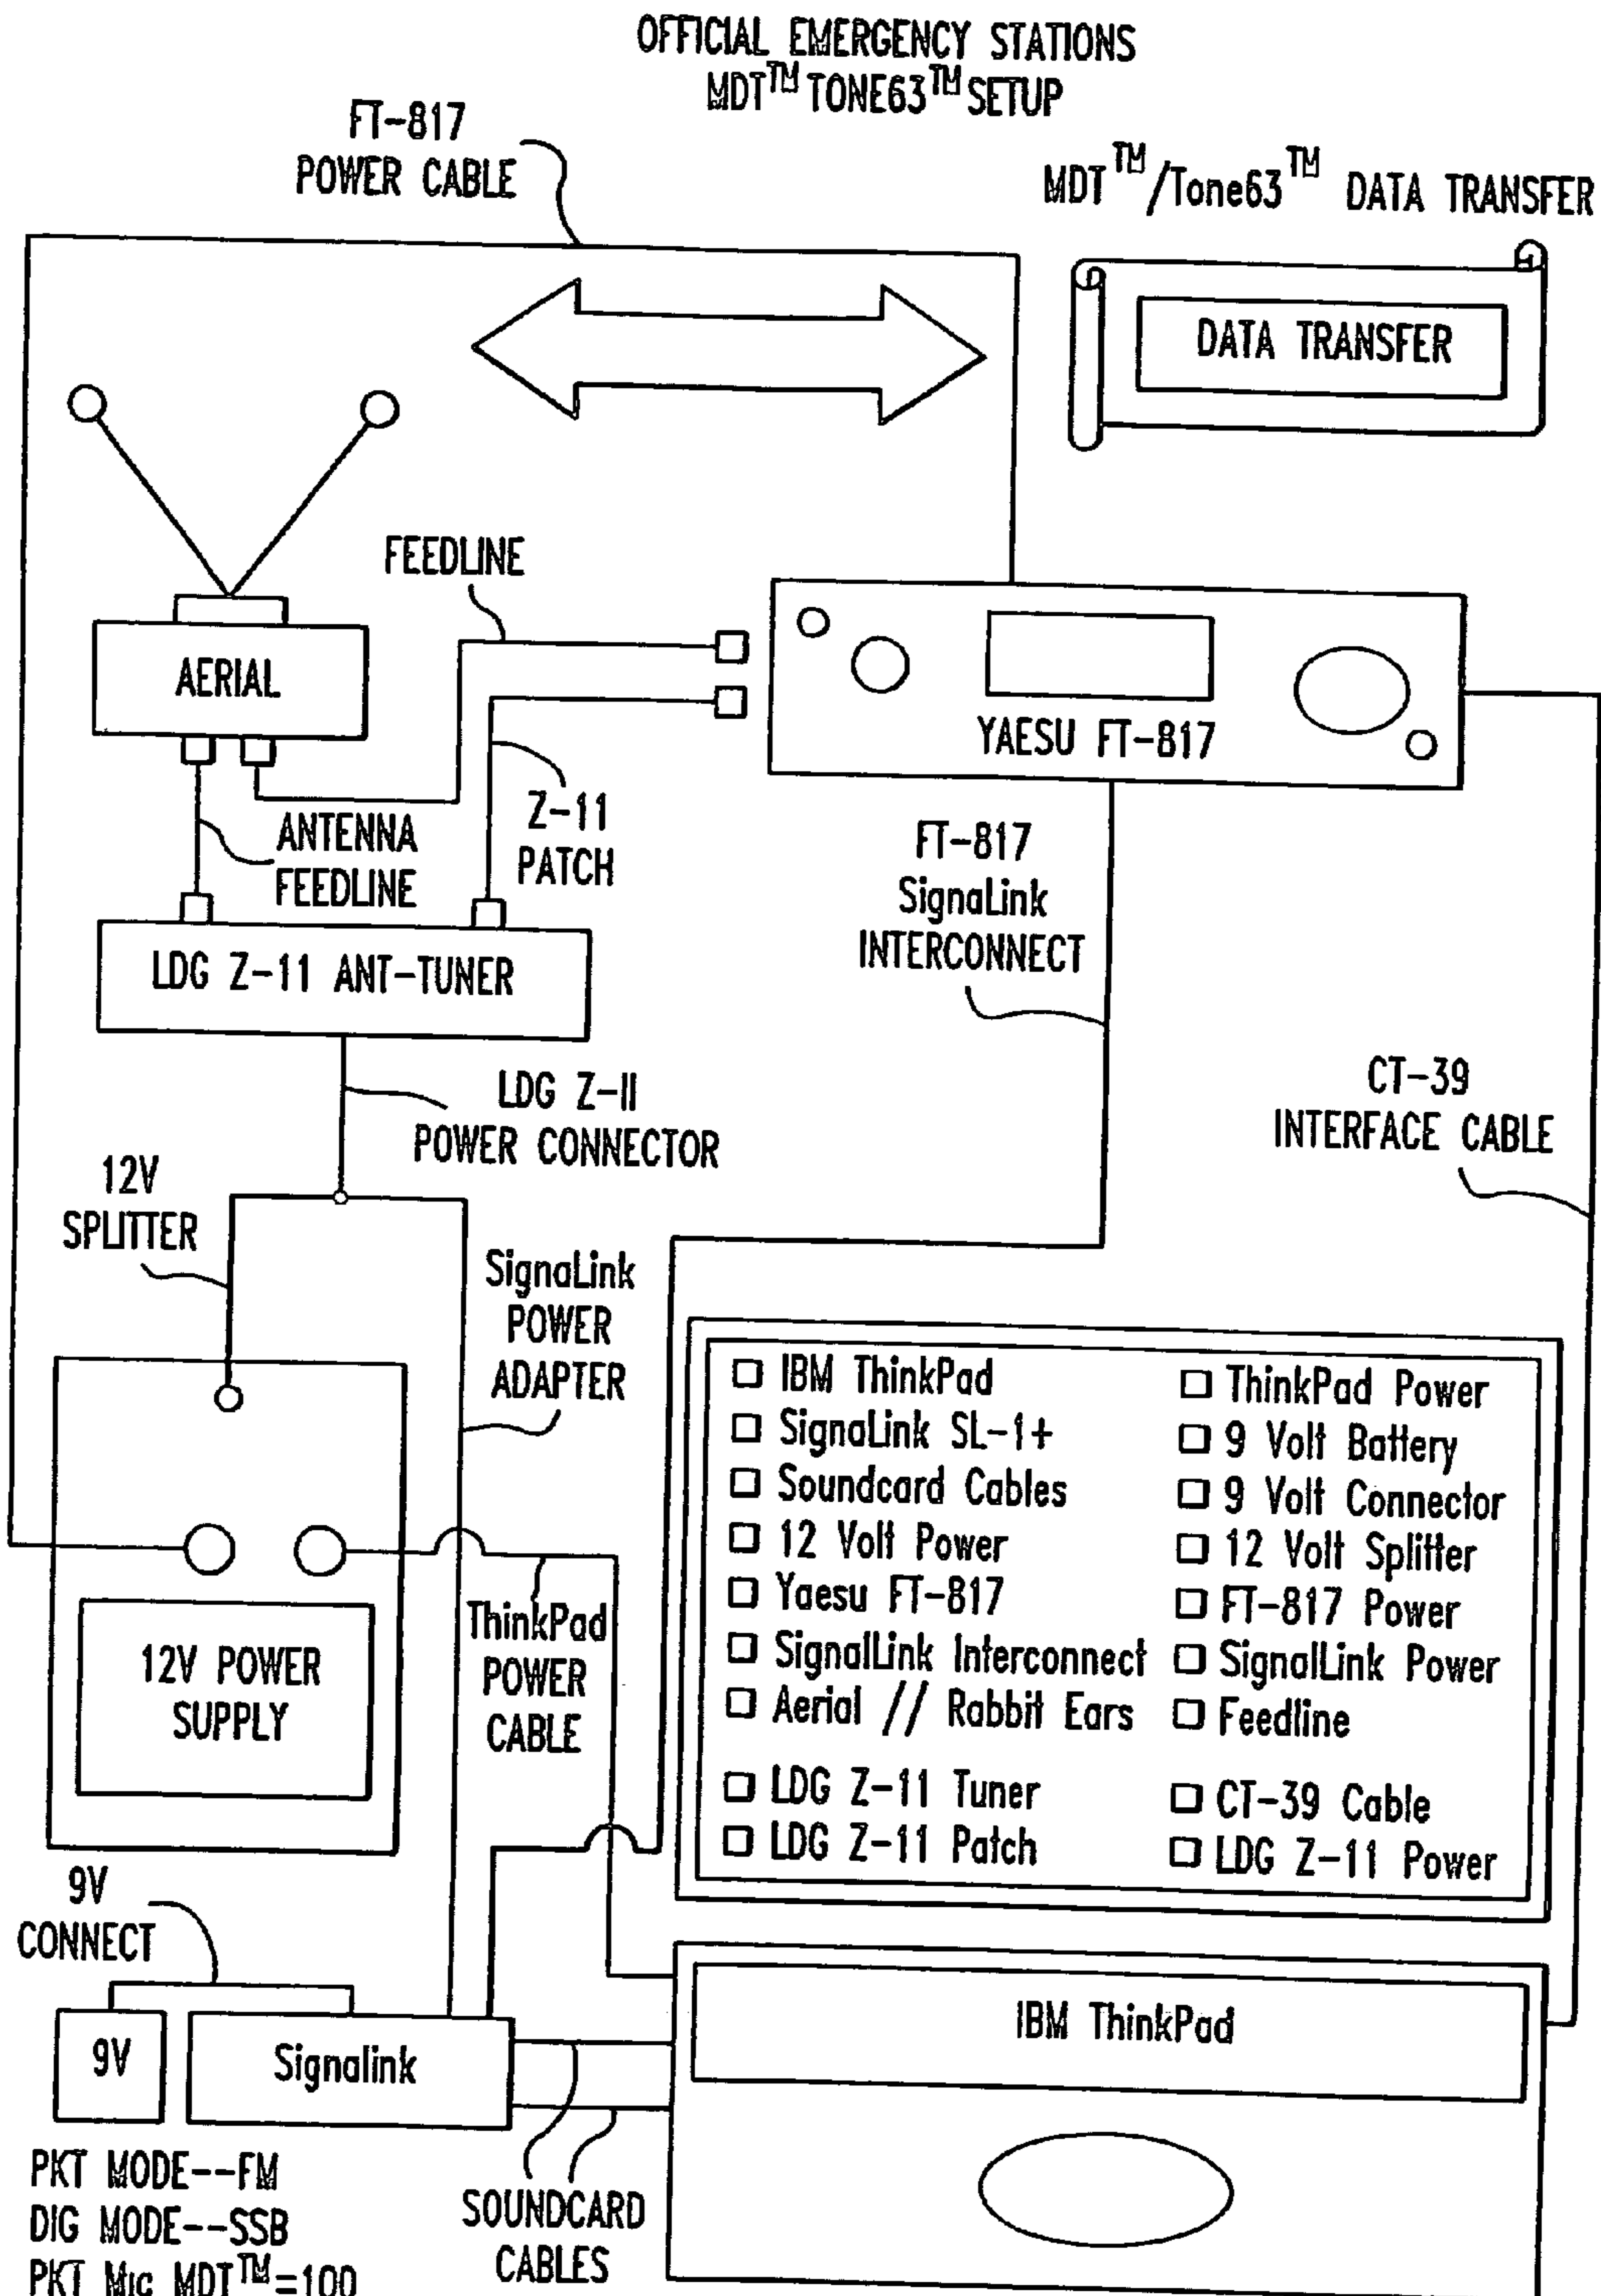 OFFICIAL EMERGENCY STATIONS
MDT™ TONE63™ SETUP
FT-817
POWER CABLE
MDT™/Tone63™ DATA TRANSFER
DATA TRANSFER
FEEDLINE
AERIAL
YAESU FT-817
ANTENNA
FEEDLINE
Z-11
PATCH
FT-817
SignaLink
INTERCONNECT
LDG Z-11 ANT-TUNER
CT-39
INTERFACE CABLE
LDG Z-II
POWER CONNECTOR
12V
SPLITTER
SignaLink
POWER
ADAPTER
□ IBM ThinkPad □ ThinkPad Power
□ SignaLink SL-1+ □ 9 Volt Battery
□ Soundcard Cables □ 9 Volt Connector
□ 12 Volt Power □ 12 Volt Splitter
□ Yaesu FT-817 □ FT-817 Power
□ SignalLink Interconnect □ SignalLink Power
□ Aerial // Rabbit Ears □ Feedline
□ LDG Z-11 Tuner □ CT-39 Cable
□ LDG Z-11 Patch □ LDG Z-11 Power
ThinkPad
POWER
CABLE
12V POWER
SUPPLY
9V
CONNECT
9V
Signalink
IBM ThinkPad
SOUNDCARD
CABLES
PKT MODE--FM
DIG MODE--SSB
PKT MIC MDT™=100